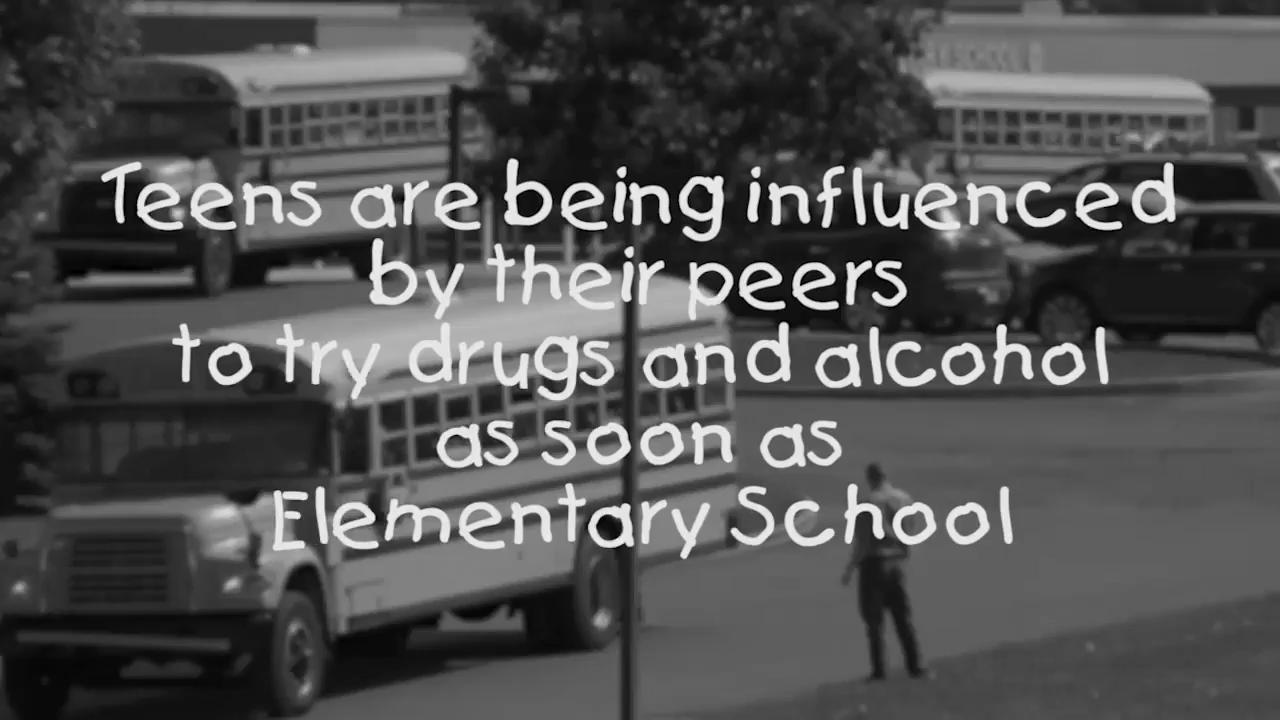 Teens are being influenced
by their peers
to try drugs and alcohol
as soon as
Elementary School